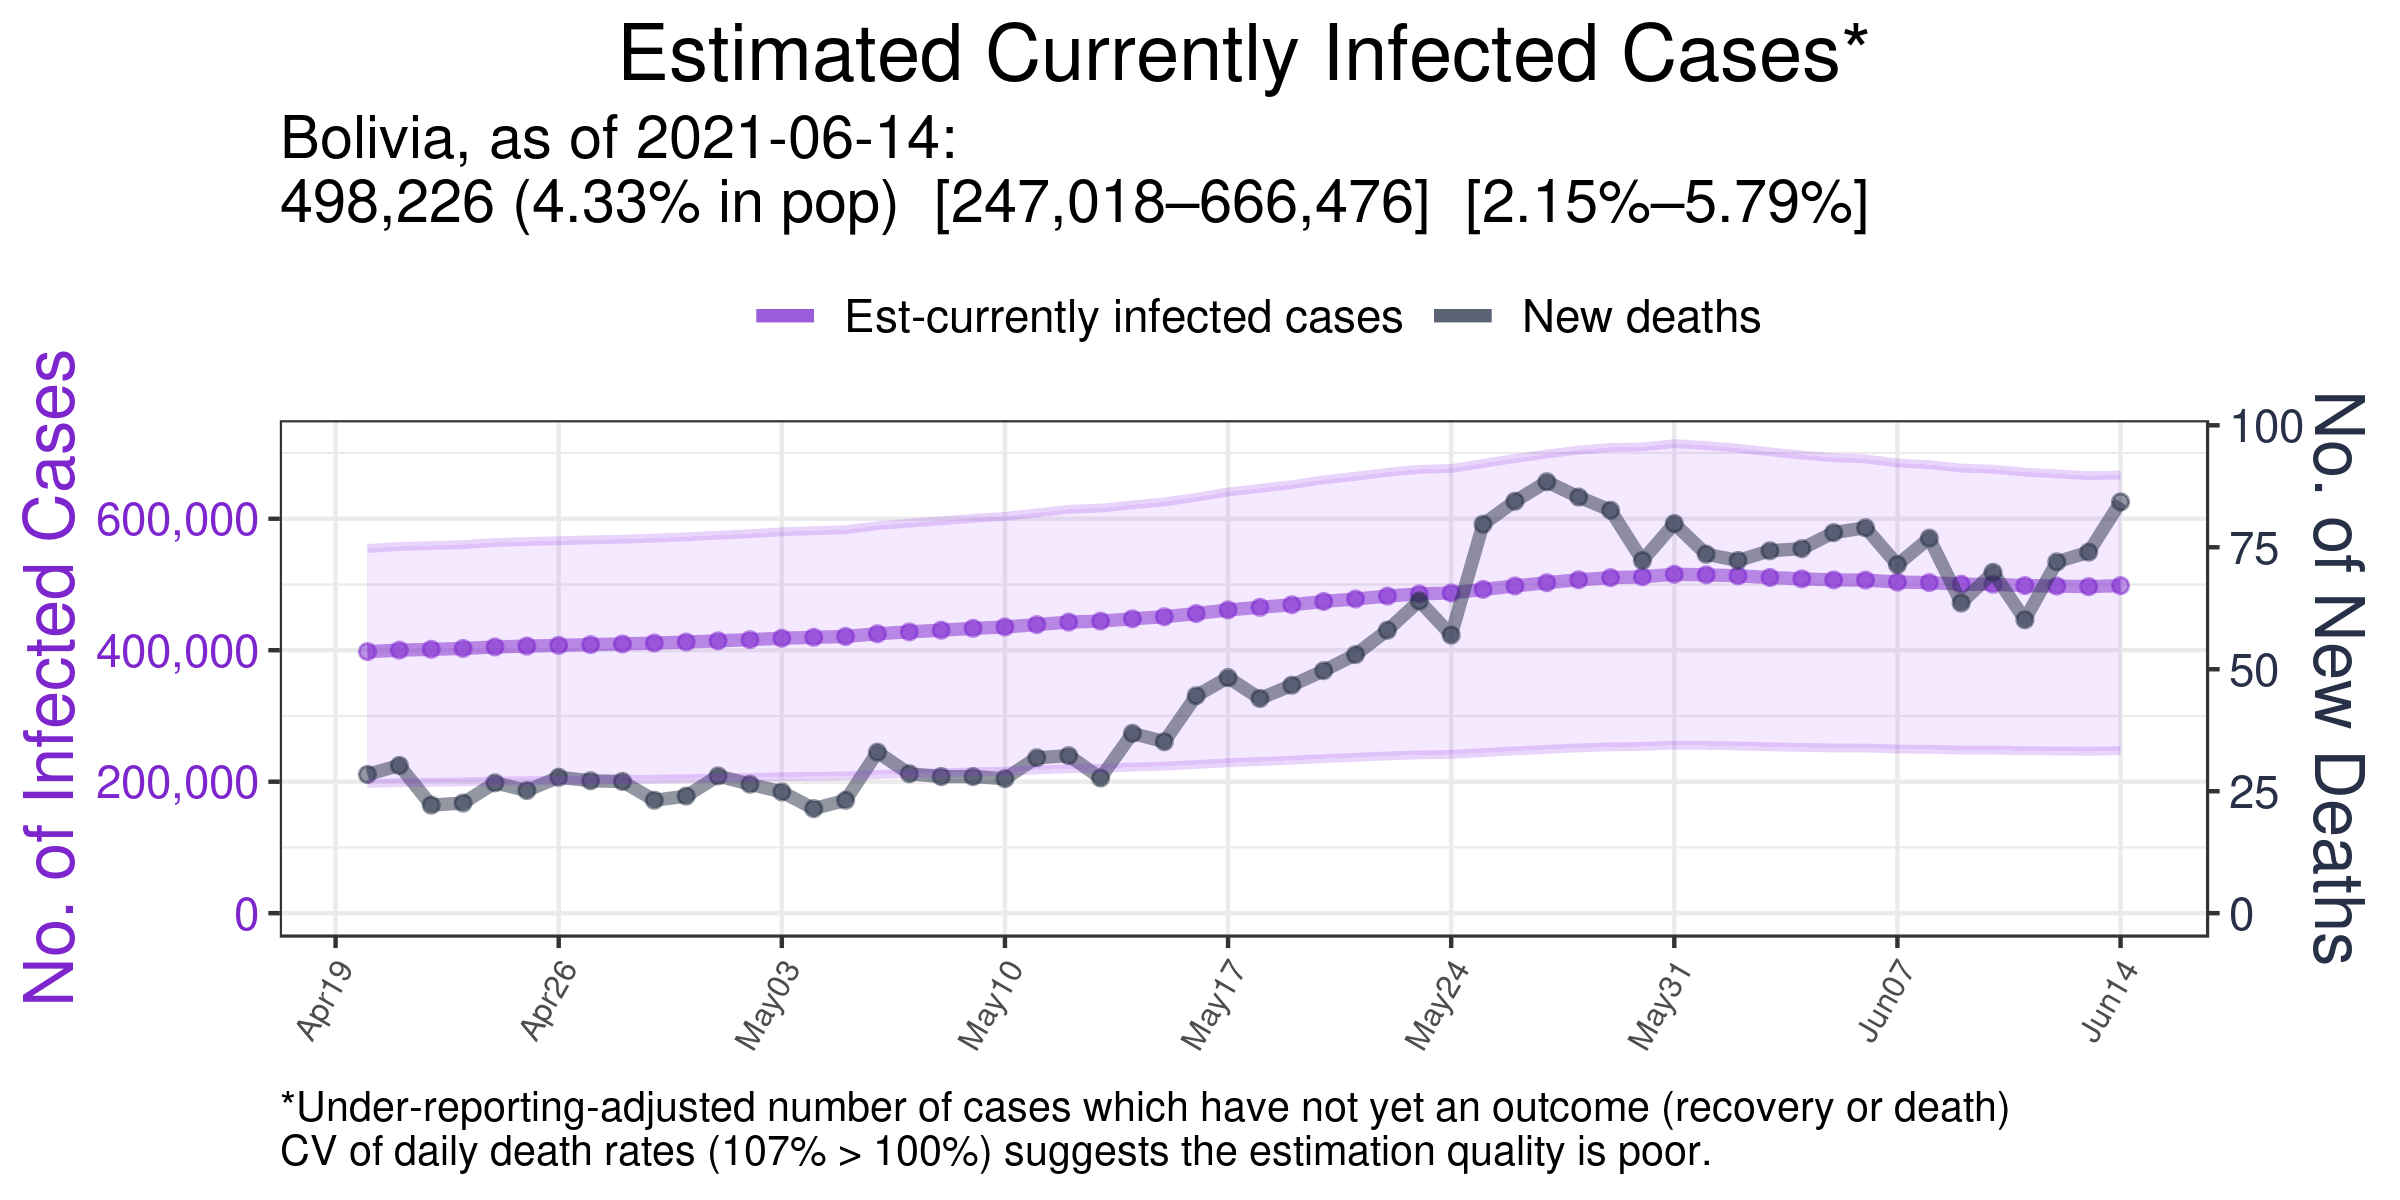 Estimated Currently Infected Cases*
Bolivia, as of 2021-06-14:
498,226 (4.33% in pop)  [247,018–666,476]  [2.15%–5.79%]
Est-currently infected cases
New deaths
No. of Infected Cases
600,000
400,000
200,000
0
100
75
50
25
0
No. of New Deaths
Apr19
Apr26
May03
May10
May17
May24
May31
Jun07
Jun14
*Under-reporting-adjusted number of cases which have not yet an outcome (recovery or death)
CV of daily death rates (107% > 100%) suggests the estimation quality is poor.